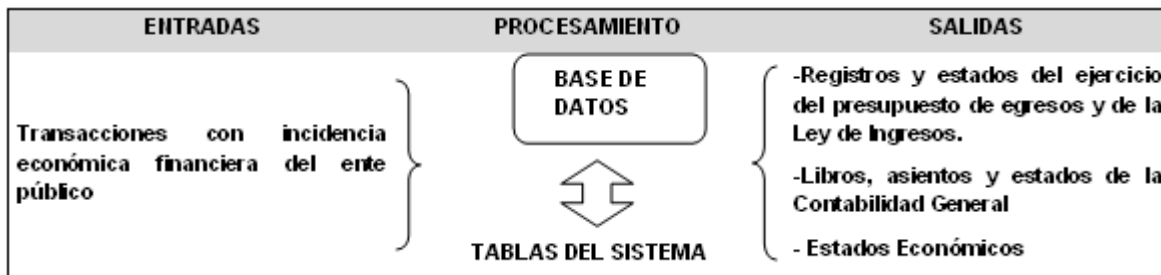 ENTRADAS PROCESAMIENTO SALIDAS
Transacciones con incidencia
económica financiera del ente
público
BASE DE
DATOS
TABLAS DEL SISTEMA
-Registros y estados del ejercicio
del presupuesto de egresos y de la
Ley de Ingresos.
-Libros, asientos y estados de la
Contabilidad General
- Estados Económicos